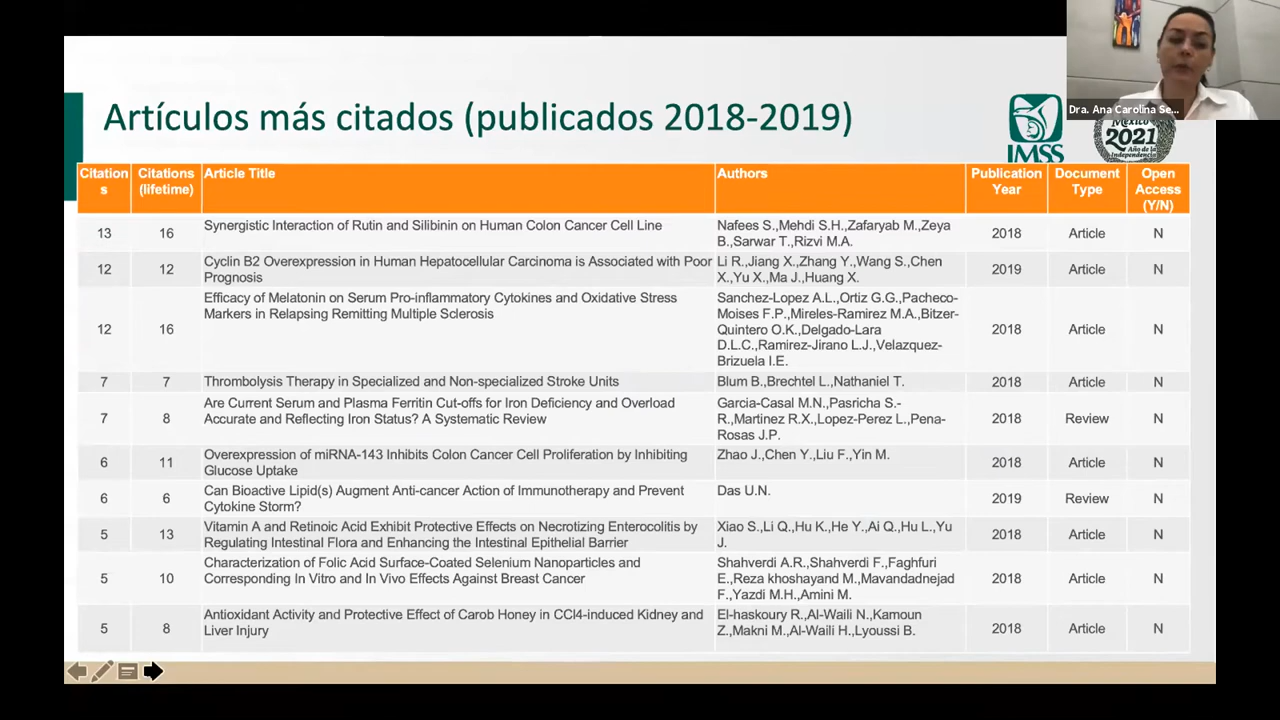 Dra. Ana Carolina Se...
Artículos más citados (publicados 2018-2019)
IMSS
México
2021
Año de la
Independencia
Citation
s
Citations
(lifetime)
Article Title
Authors
Publication
Year
Document
Type
Open
Access
(Y/N)
13
16
Synergistic Interaction of Rutin and Silibinin on Human Colon Cancer Cell Line
Nafees S.,Mehdi S.H.,Zafaryab M.,Zeya
B.,Sarwar T.,Rizvi M.A.
2018
Article
N
12
12
Cyclin B2 Overexpression in Human Hepatocellular Carcinoma is Associated with Poor
Prognosis
Li R.,Jiang X.,Zhang Y.,Wang S.,Chen
X.,Yu X.,Ma J.,Huang X.
2019
Article
N
12
16
Efficacy of Melatonin on Serum Pro-inflammatory Cytokines and Oxidative Stress
Markers in Relapsing Remitting Multiple Sclerosis
Sanchez-Lopez A.L.,Ortiz G.G.,Pacheco-
Moises F.P.,Mireles-Ramirez M.A.,Bitzer-
Quintero O.K.,Delgado-Lara
D.L.C.,Ramirez-Jirano L.J.,Velazquez-
Brizuela I.E.
2018
Article
N
7
7
Thrombolysis Therapy in Specialized and Non-specialized Stroke Units
Blum B.,Brechtel L.,Nathaniel T.
2018
Article
N
7
8
Are Current Serum and Plasma Ferritin Cut-offs for Iron Deficiency and Overload
Accurate and Reflecting Iron Status? A Systematic Review
Garcia-Casal M.N.,Pasricha S.-
R.,Martinez R.X.,Lopez-Perez L.,Pena-
Rosas J.P.
2018
Review
N
6
11
Overexpression of miRNA-143 Inhibits Colon Cancer Cell Proliferation by Inhibiting
Glucose Uptake
Zhao J.,Chen Y.,Liu F.,Yin M.
2018
Article
N
6
6
Can Bioactive Lipid(s) Augment Anti-cancer Action of Immunotherapy and Prevent
Cytokine Storm?
Das U.N.
2019
Review
N
5
13
Vitamin A and Retinoic Acid Exhibit Protective Effects on Necrotizing Enterocolitis by
Regulating Intestinal Flora and Enhancing the Intestinal Epithelial Barrier
Xiao S.,Li Q.,Hu K.,He Y.,Ai Q.,Hu L.,Yu
J.
2018
Article
N
5
10
Characterization of Folic Acid Surface-Coated Selenium Nanoparticles and
Corresponding In Vitro and In Vivo Effects Against Breast Cancer
Shahverdi A.R.,Shahverdi F.,Faghfuri
E.,Reza khoshayand M.,Mavandadnejad
F.,Yazdi M.H.,Amini M.
2018
Article
N
5
8
Antioxidant Activity and Protective Effect of Carob Honey in CCl4-induced Kidney and
Liver Injury
El-haskoury R.,Al-Waili N.,Kamoun
Z.,Makni M.,Al-Waili H.,Lyoussi B.
2018
Article
N